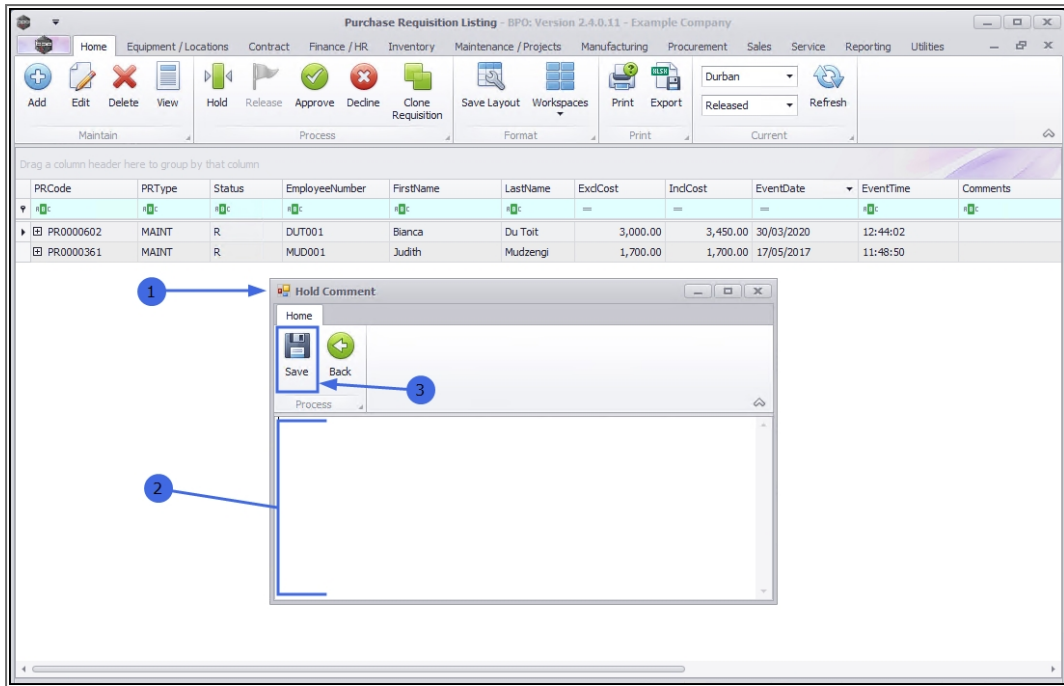 Purchase Requisition Listing - BPO: Version 2.4.0.11 - Example Company
Home Equipment / Locations Contract Finance / HR Inventory Maintenance / Projects Manufacturing Procurement Sales Service Reporting Utilities
Add Edit Delete View Hold Release Approve Decline Clone Requisition Save Layout Workspaces Print Export Durban Released Refresh
Maintain Process Format Print Current
Drag a column header here to group by that column
PRCode PRType Status EmployeeNumber FirstName LastName ExclCost InclCost EventDate EventTime Comments
PR0000602 MAINT R DUT001 Bianca Du Toit 3,000.00 3,450.00 30/03/2020 12:44:02
PR0000361 MAINT R MUD001 Judith Mudzengi 1,700.00 1,700.00 17/05/2017 11:48:50
1
Hold Comment
Home
Save Back
3
Process
2